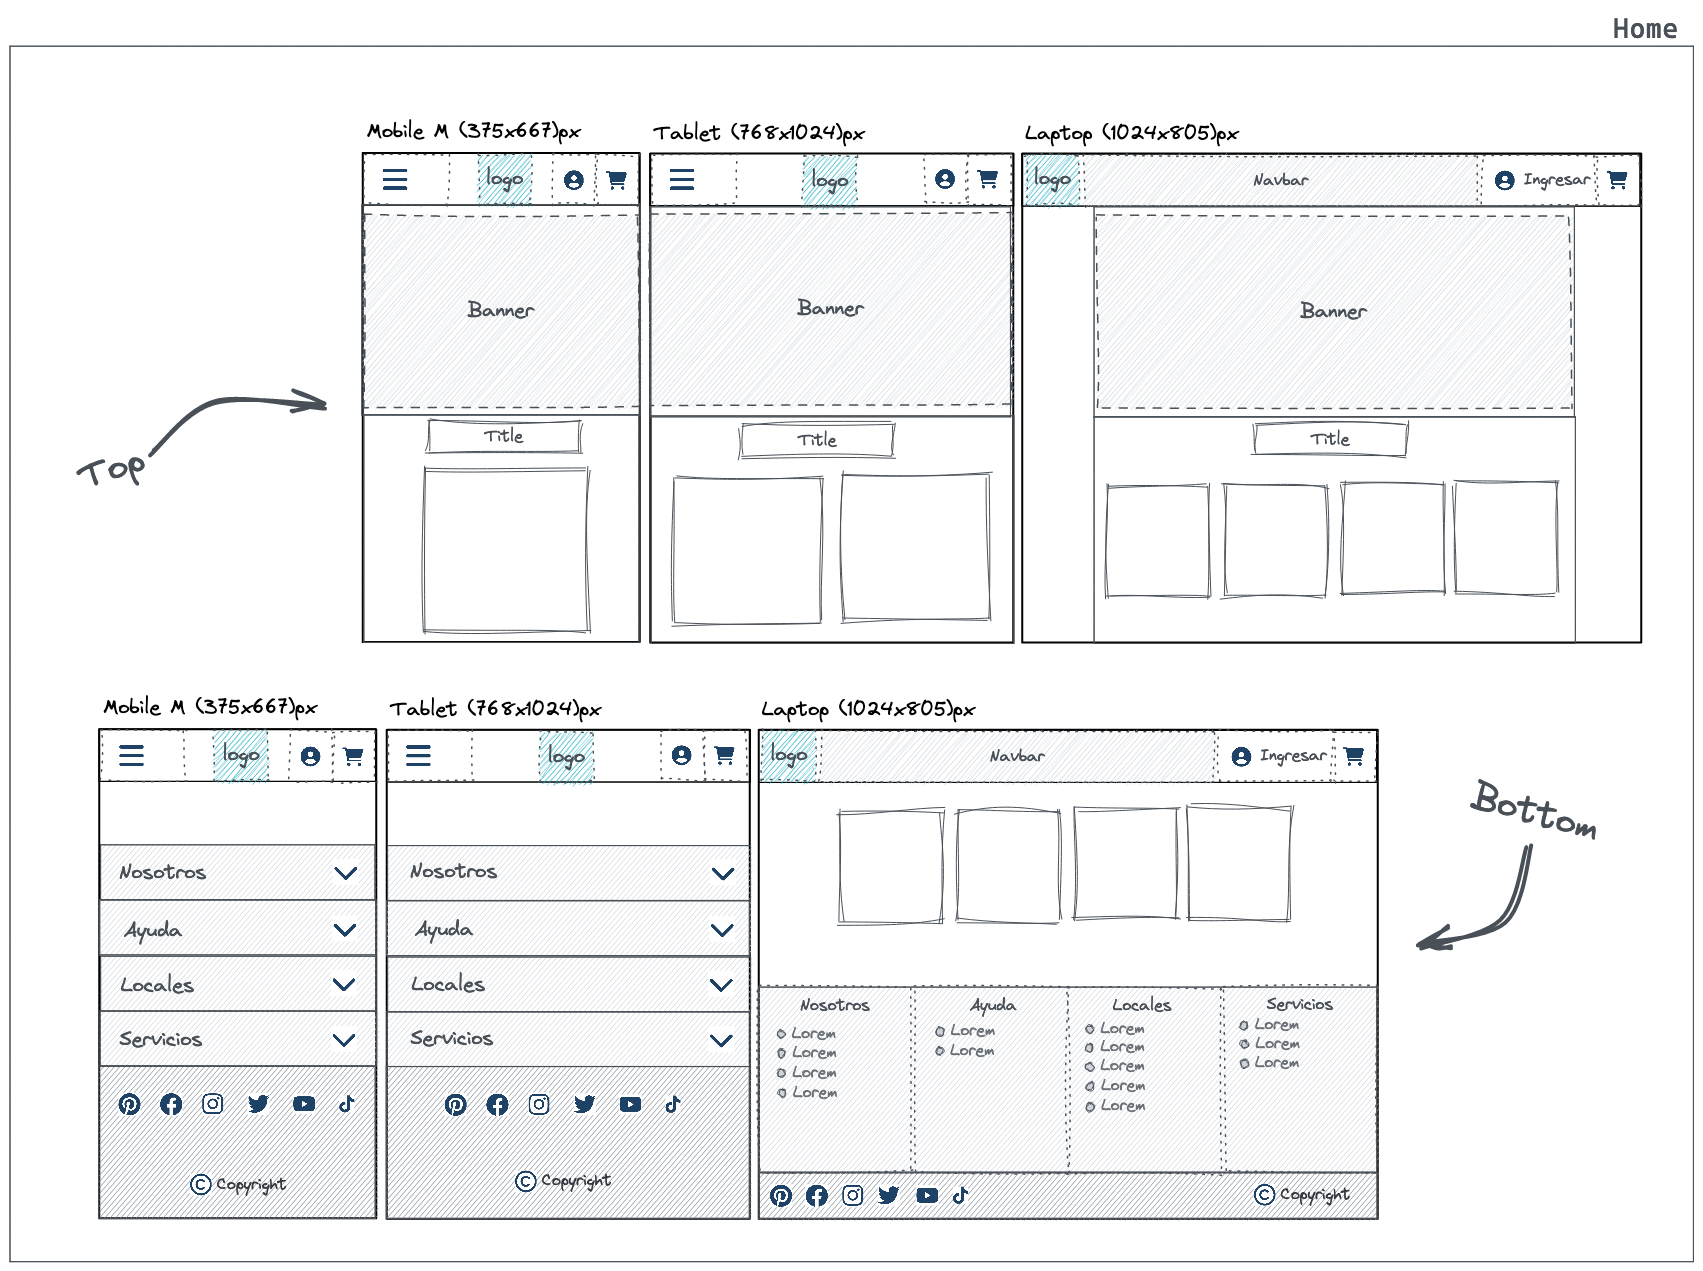 Home
Mobile M (375x667)px
Tablet (768x1024)px
Laptop (1024x805)px
logo
logo
logo
Navbar
Ingresar
Banner
Banner
Banner
Title
Title
Title
Top
Mobile M (375x667)px
Tablet (768x1024)px
Laptop (1024x805)px
logo
logo
logo
Navbar
Ingresar
Bottom
Nosotros
Ayuda
Locales
Servicios
© Copyright
Nosotros
Ayuda
Locales
Servicios
© Copyright
Nosotros
Lorem
Lorem
Lorem
Lorem
Ayuda
Lorem
Lorem
Locales
Lorem
Lorem
Lorem
Lorem
Lorem
Servicios
Lorem
Lorem
Lorem
© Copyright